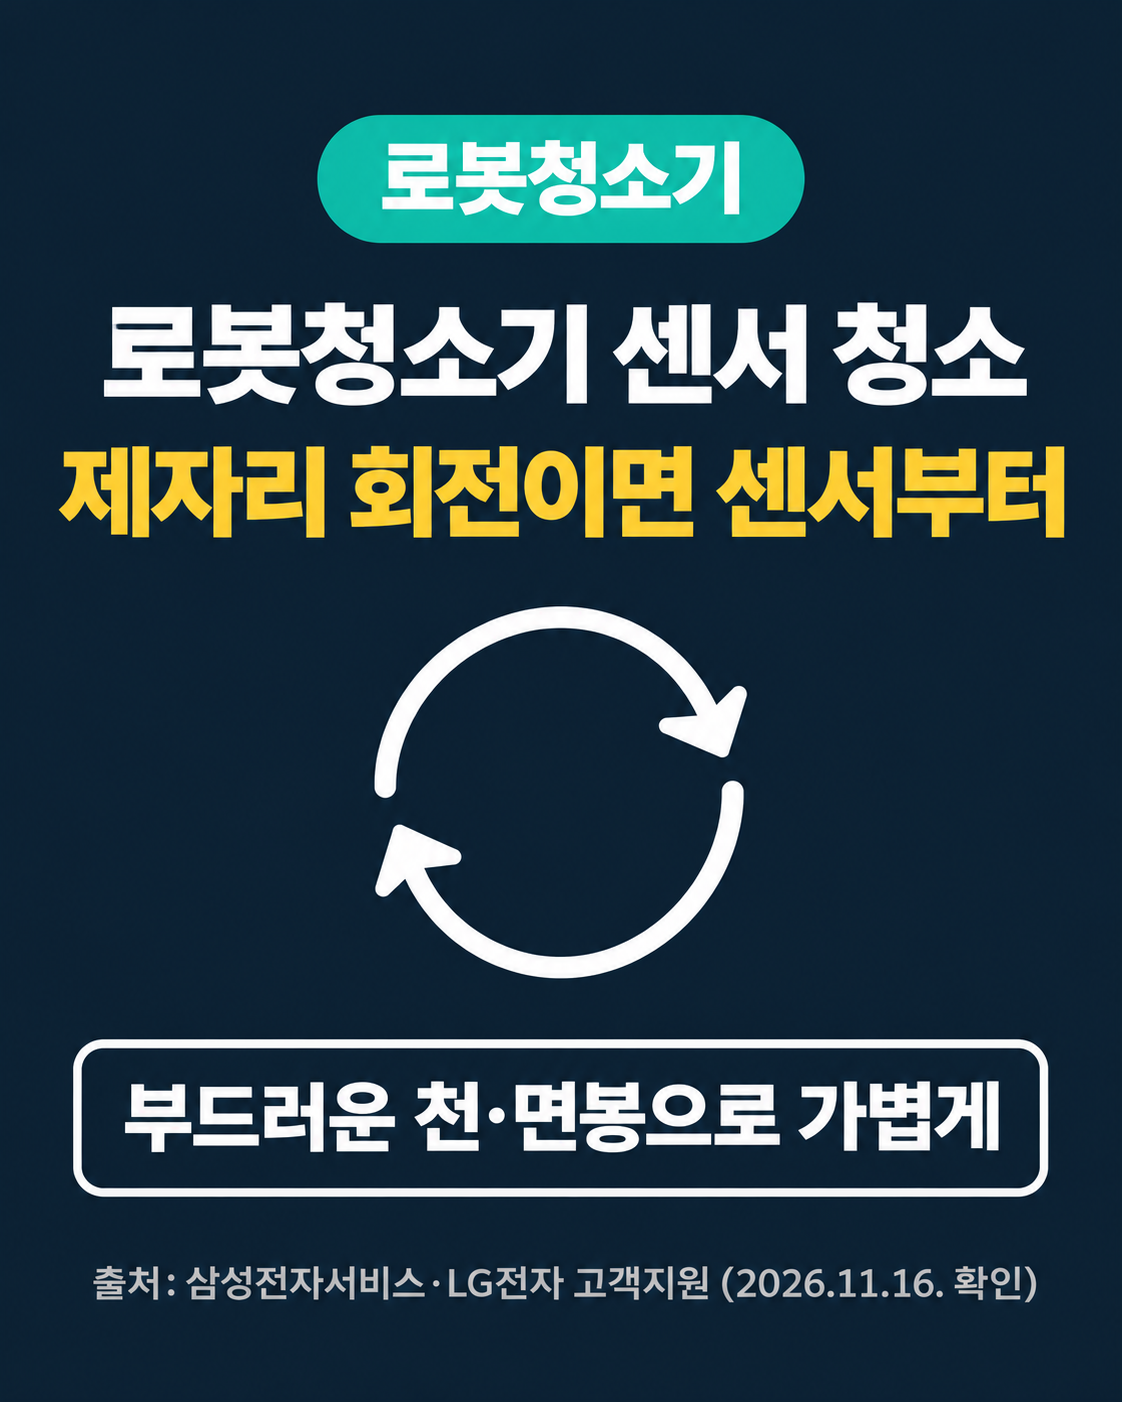 로봇청소기
로봇청소기 센서 청소
제자리 회전이면 센서부터
부드러운 천·면봉으로 가볍게
출처: 삼성전자서비스·LG전자 고객지원 (2026.11.16. 확인)